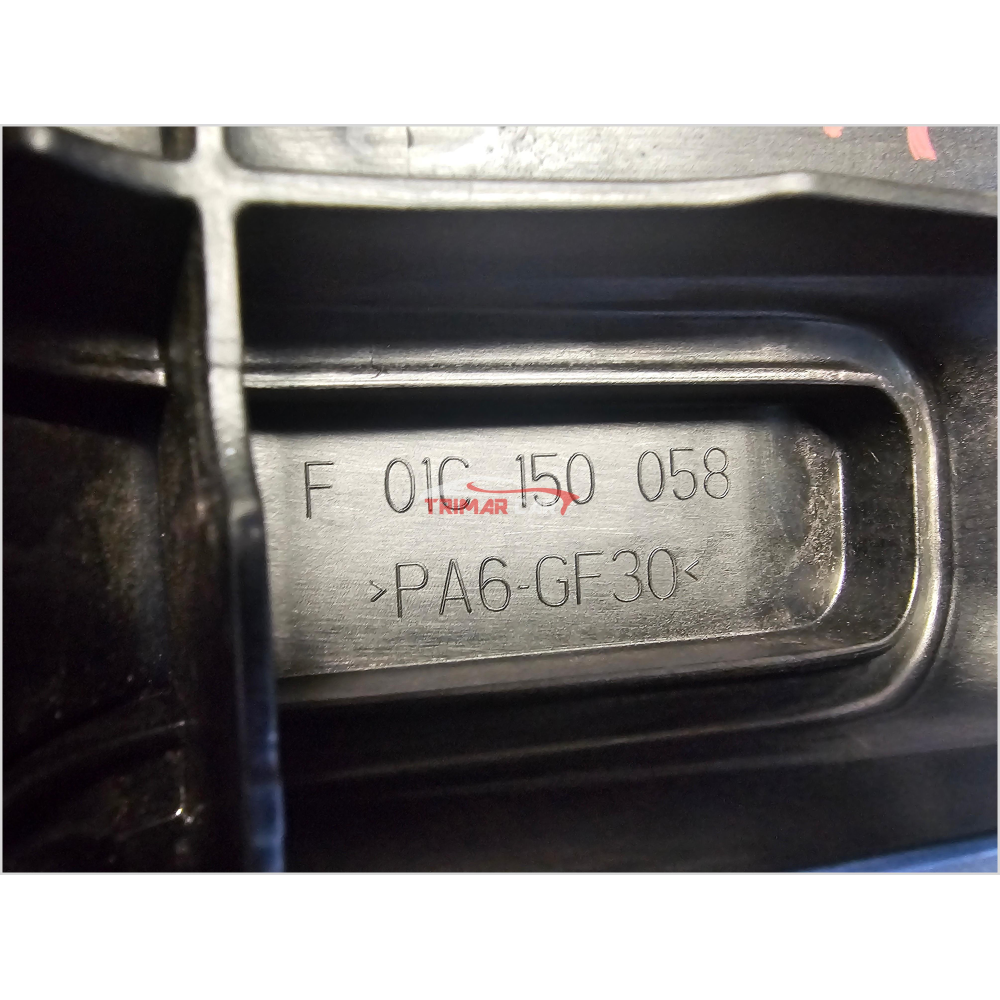 F 01C 150 058
>PA6-GF30<
TRIMAR